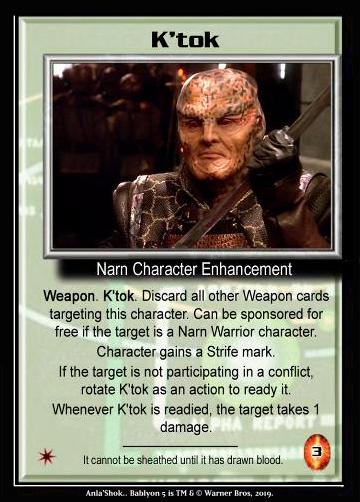 K'tok
Narn Character Enhancement
Weapon. K'tok. Discard all other Weapon cards
targeting this character. Can be sponsored for
free if the target is a Narn Warrior character.
Character gains a Strife mark.
If the target is not participating in a conflict,
rotate K'tok as an action to ready it.
Whenever K'tok is readied, the target takes 1
damage.
It cannot be sheathed until it has drawn blood.
3
ALPHA REPORT
Anla'Shok.. Bablyon 5 is TM & © Warner Bros, 2019.